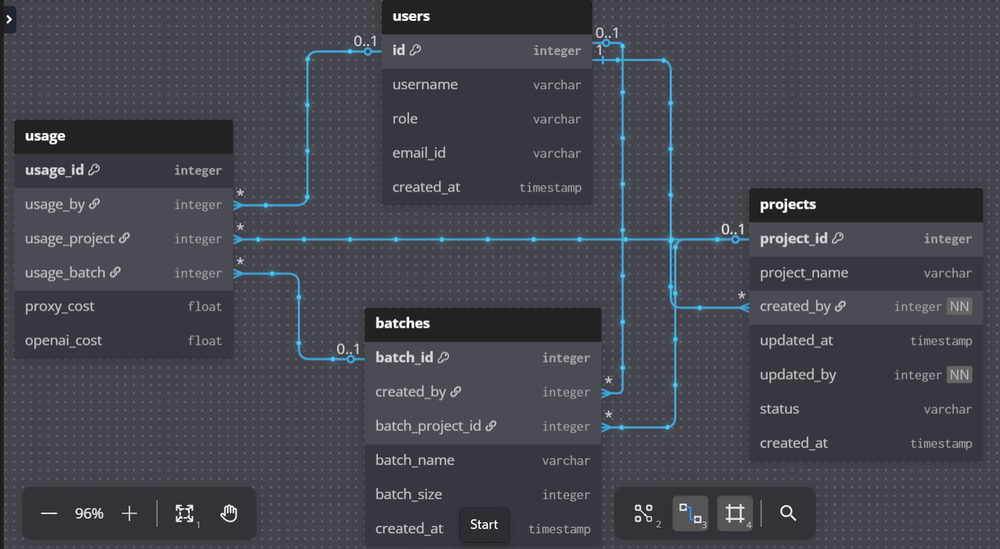 users
id integer
username varchar
role varchar
email_id varchar
created_at timestamp
0..1
0..1
1
usage
usage_id integer
usage_by integer
usage_project integer
usage_batch integer
proxy_cost float
openai_cost float
*
*
*
projects
project_id integer
project_name varchar
created_by integer NN
updated_at timestamp
updated_by integer NN
status varchar
created_at timestamp
0..1
*
batches
batch_id integer
created_by integer
batch_project_id integer
batch_name varchar
batch_size integer
created_at timestamp
0..1
*
*
96%
1
Start
2
3
4